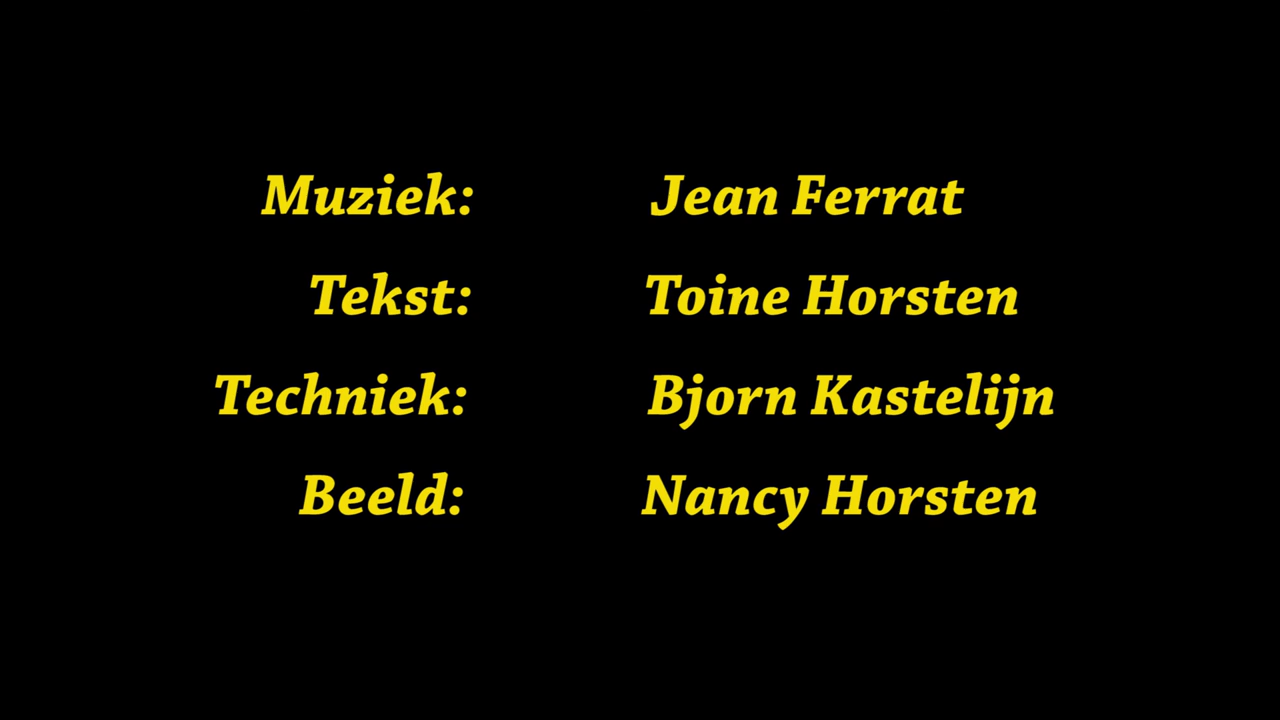 Muziek: Jean Ferrat
Tekst: Toine Horsten
Techniek: Bjorn Kastelijn
Beeld: Nancy Horsten